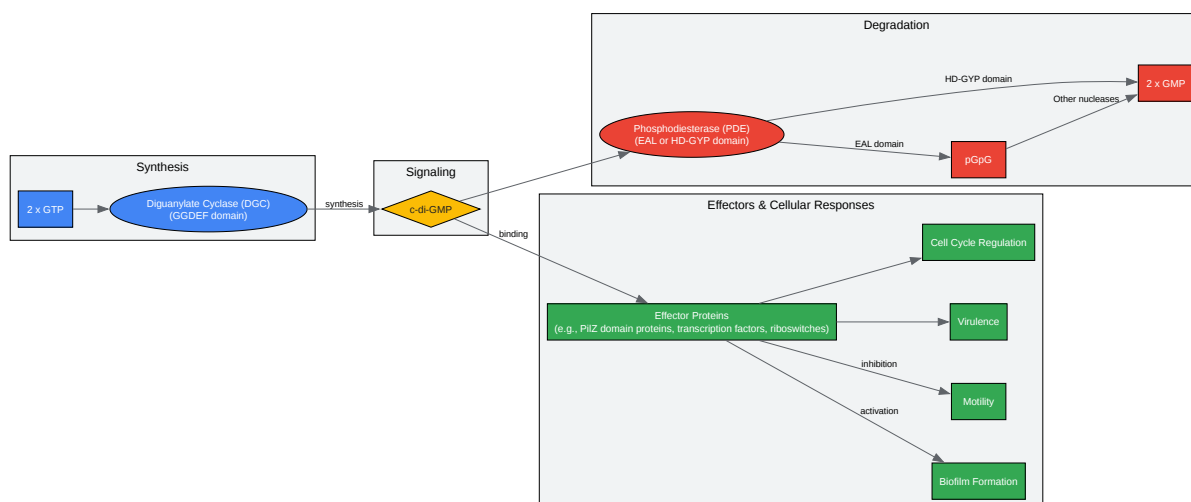 Degradation
HD-GYP domain
2 x GMP
Other nucleases
Phosphodiesterase (PDE)
(EAL or HD-GYP domain)
EAL domain
pGpG
Synthesis
2 x GTP
Diguanylate Cyclase (DGC)
(GGDEF domain)
synthesis
Signaling
c-di-GMP
binding
Effectors & Cellular Responses
Cell Cycle Regulation
Effector Proteins
(e.g., PilZ domain proteins, transcription factors, riboswitches)
Virulence
inhibition
Motility
activation
Biofilm Formation